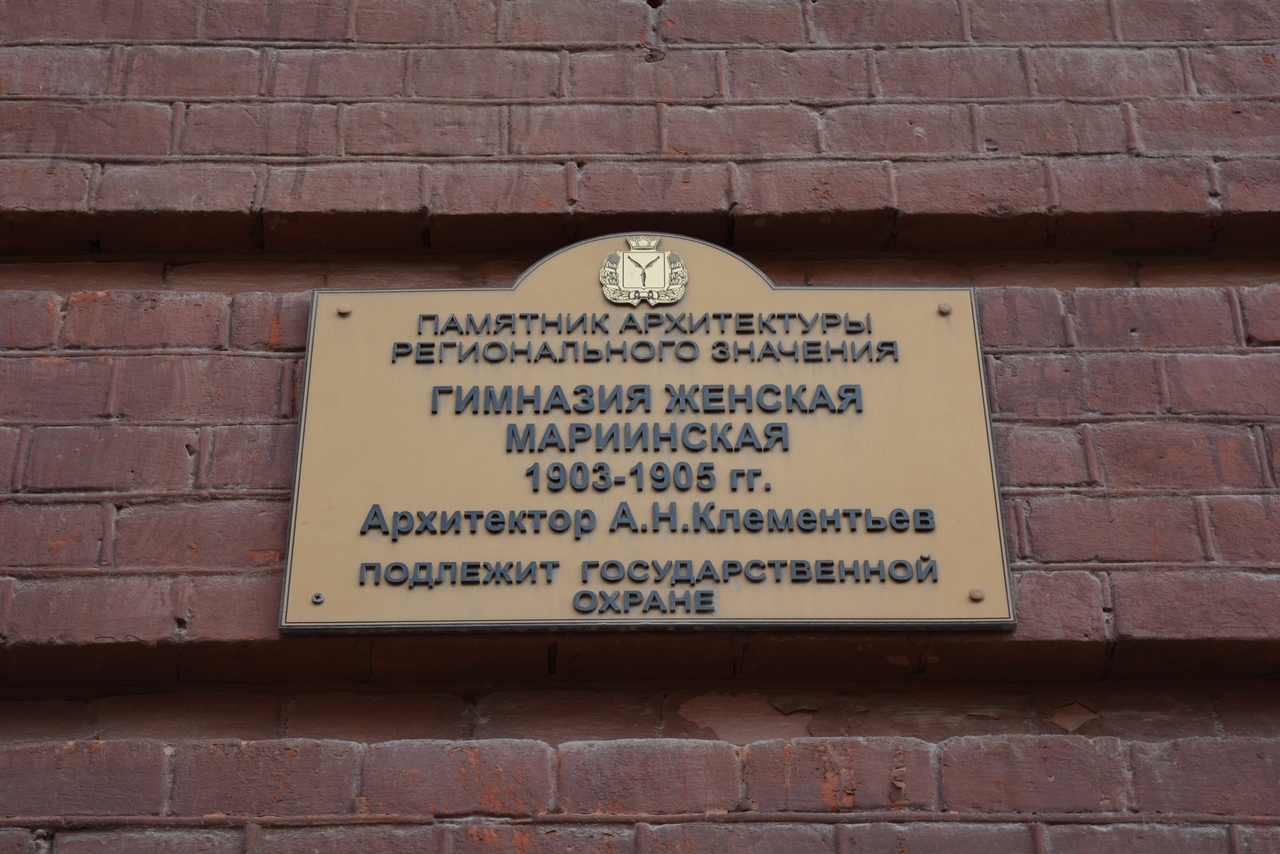 ПАМЯТНИК АРХИТЕКТУРЫ
РЕГИОНАЛЬНОГО ЗНАЧЕНИЯ
ГИМНАЗИЯ ЖЕНСКАЯ
МАРИИНСКАЯ
1903-1905 гг.
Архитектор А.Н.Клементьев
ПОДЛЕЖИТ ГОСУДАРСТВЕННОЙ
ОХРАНЕ